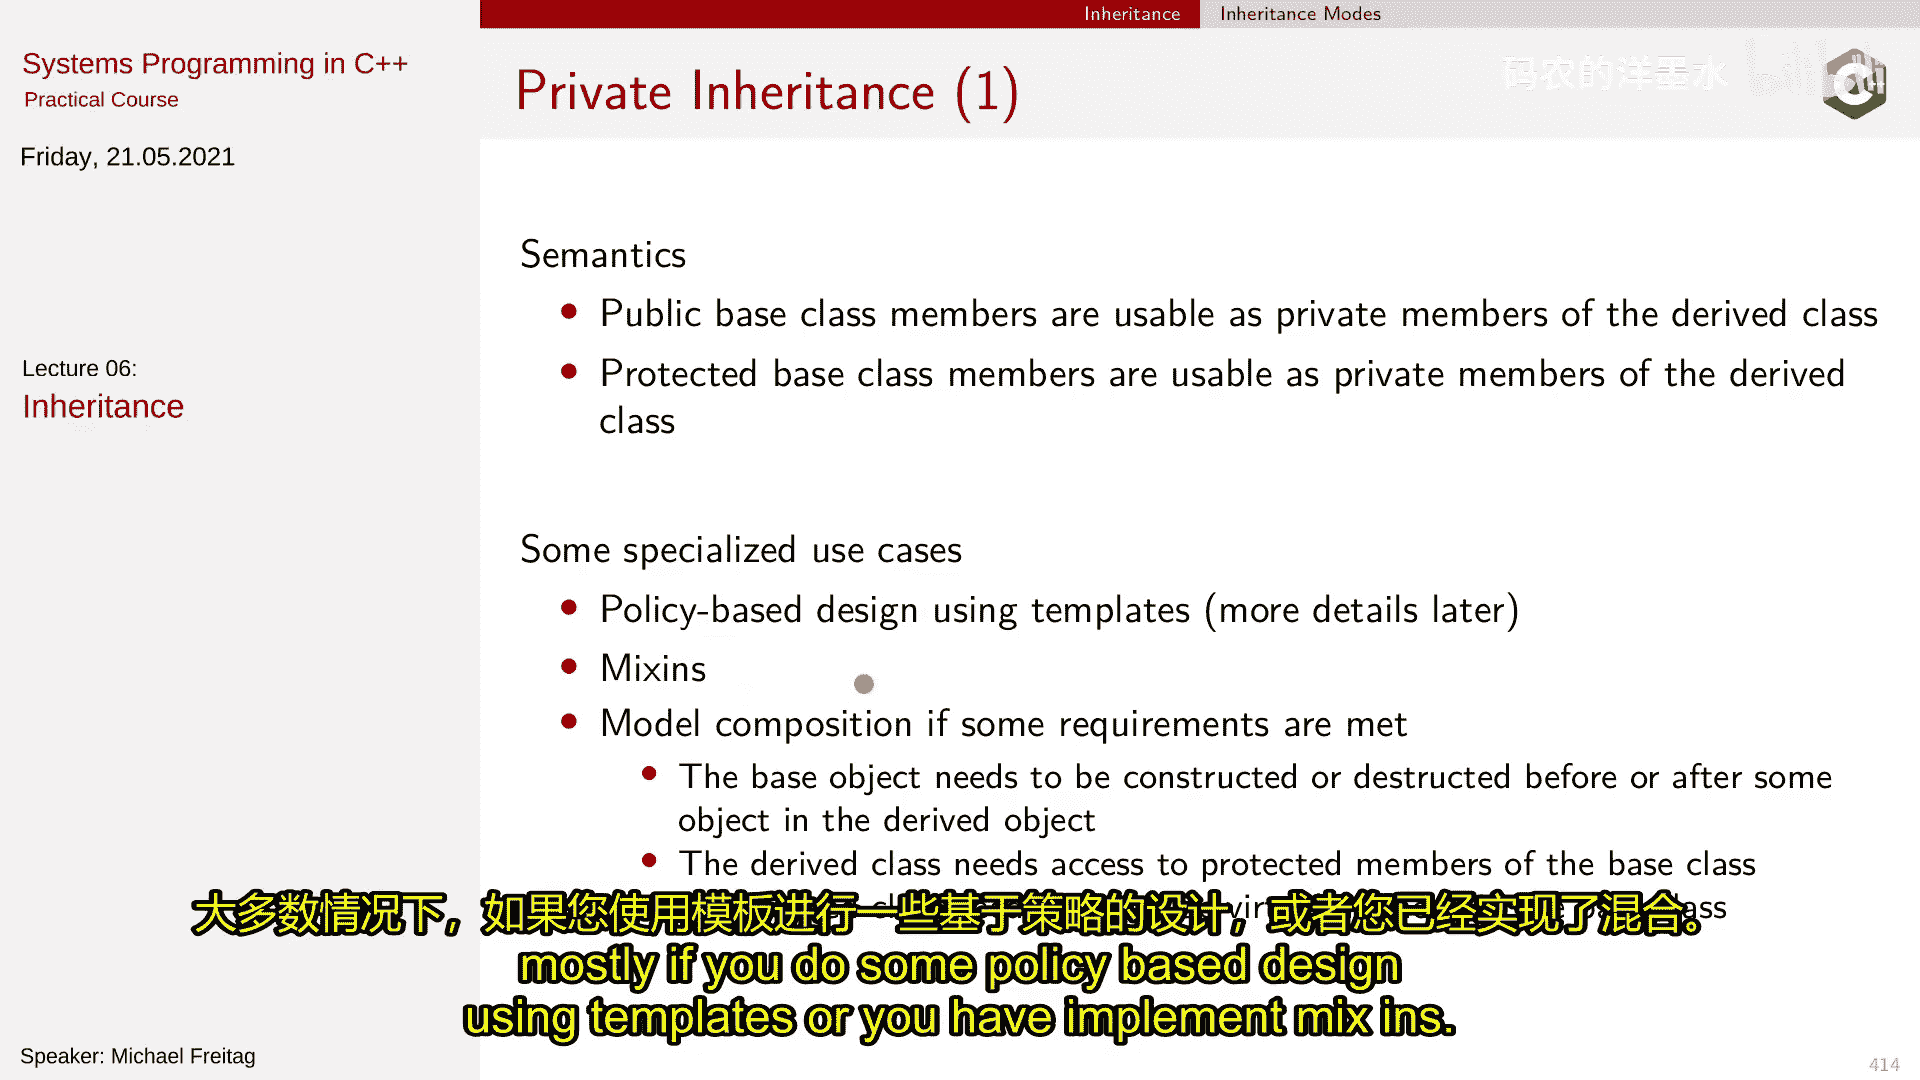 Inheritance
Inheritance Modes
Systems Programming in C++
Practical Course
Friday, 21.05.2021
Lecture 06:
Inheritance
Speaker: Michael Freitag
Private Inheritance (1)
码农的洋墨水
Semantics
Public base class members are usable as private members of the derived class
Protected base class members are usable as private members of the derived
class
Some specialized use cases
Policy-based design using templates (more details later)
Mixins
Model composition if some requirements are met
The base object needs to be constructed or destructed before or after some
object in the derived object
The derived class needs access to protected members of the base class
大多数情况下，如果您使用模板进行一些基于策略的设计，或者您已经实现了混合。
mostly if you do some policy based design
using templates or you have implement mix ins.
414